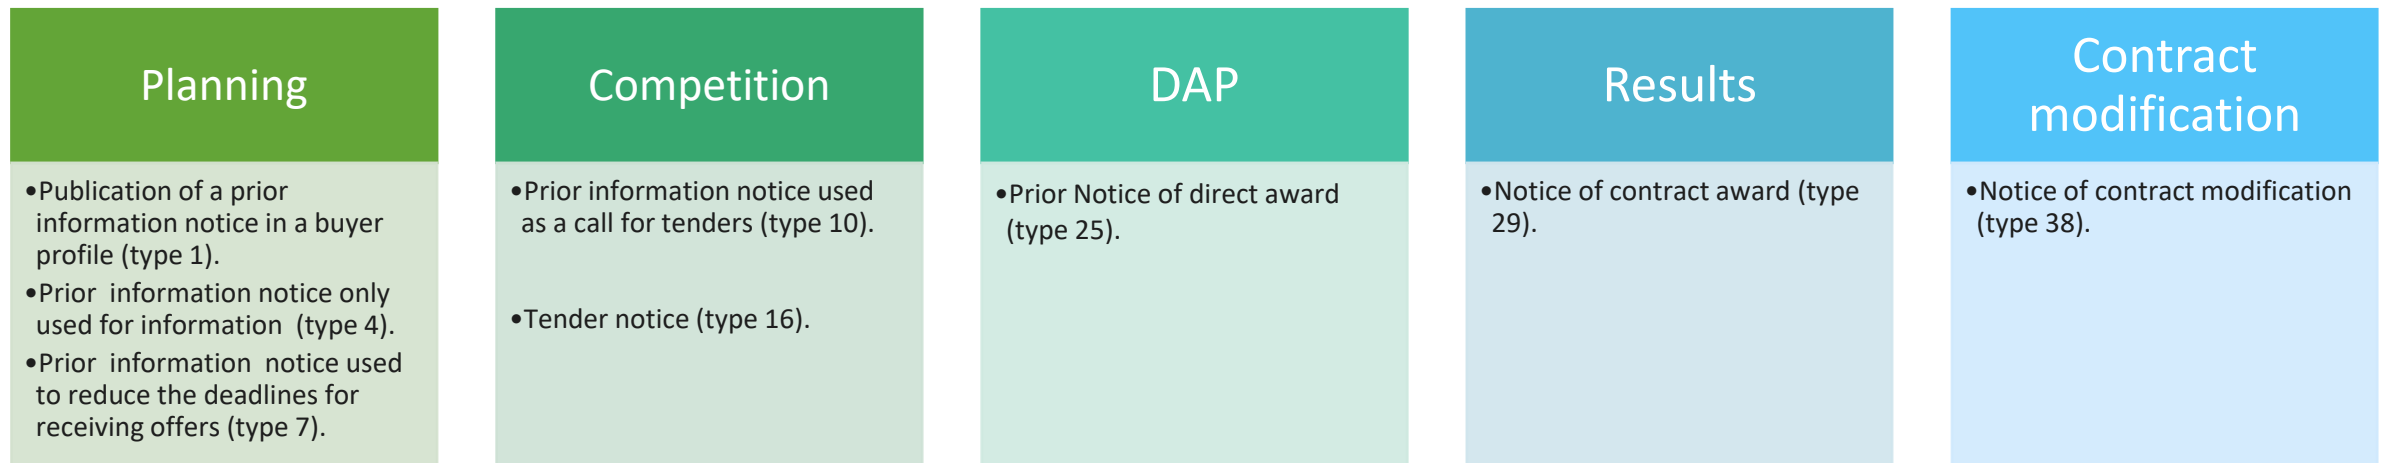 Planning
•Publication of a prior
information notice in a buyer
profile (type 1).
•Prior information notice only
used for information (type 4).
•Prior information notice used
to reduce the deadlines for
receiving offers (type 7).
Competition
•Prior information notice used
as a call for tenders (type 10).
•Tender notice (type 16).
DAP
•Prior Notice of direct award
(type 25).
Results
•Notice of contract award (type
29).
Contract
modification
•Notice of contract modification
(type 38).